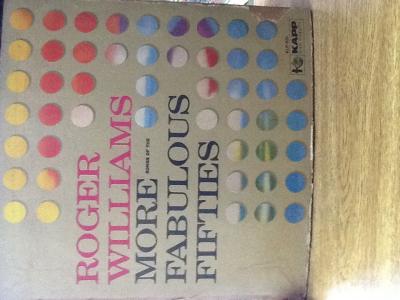 KAPP
ROGER
WILLIAMS
MORE SONGS OF THE
FABULOUS
FIFTIES